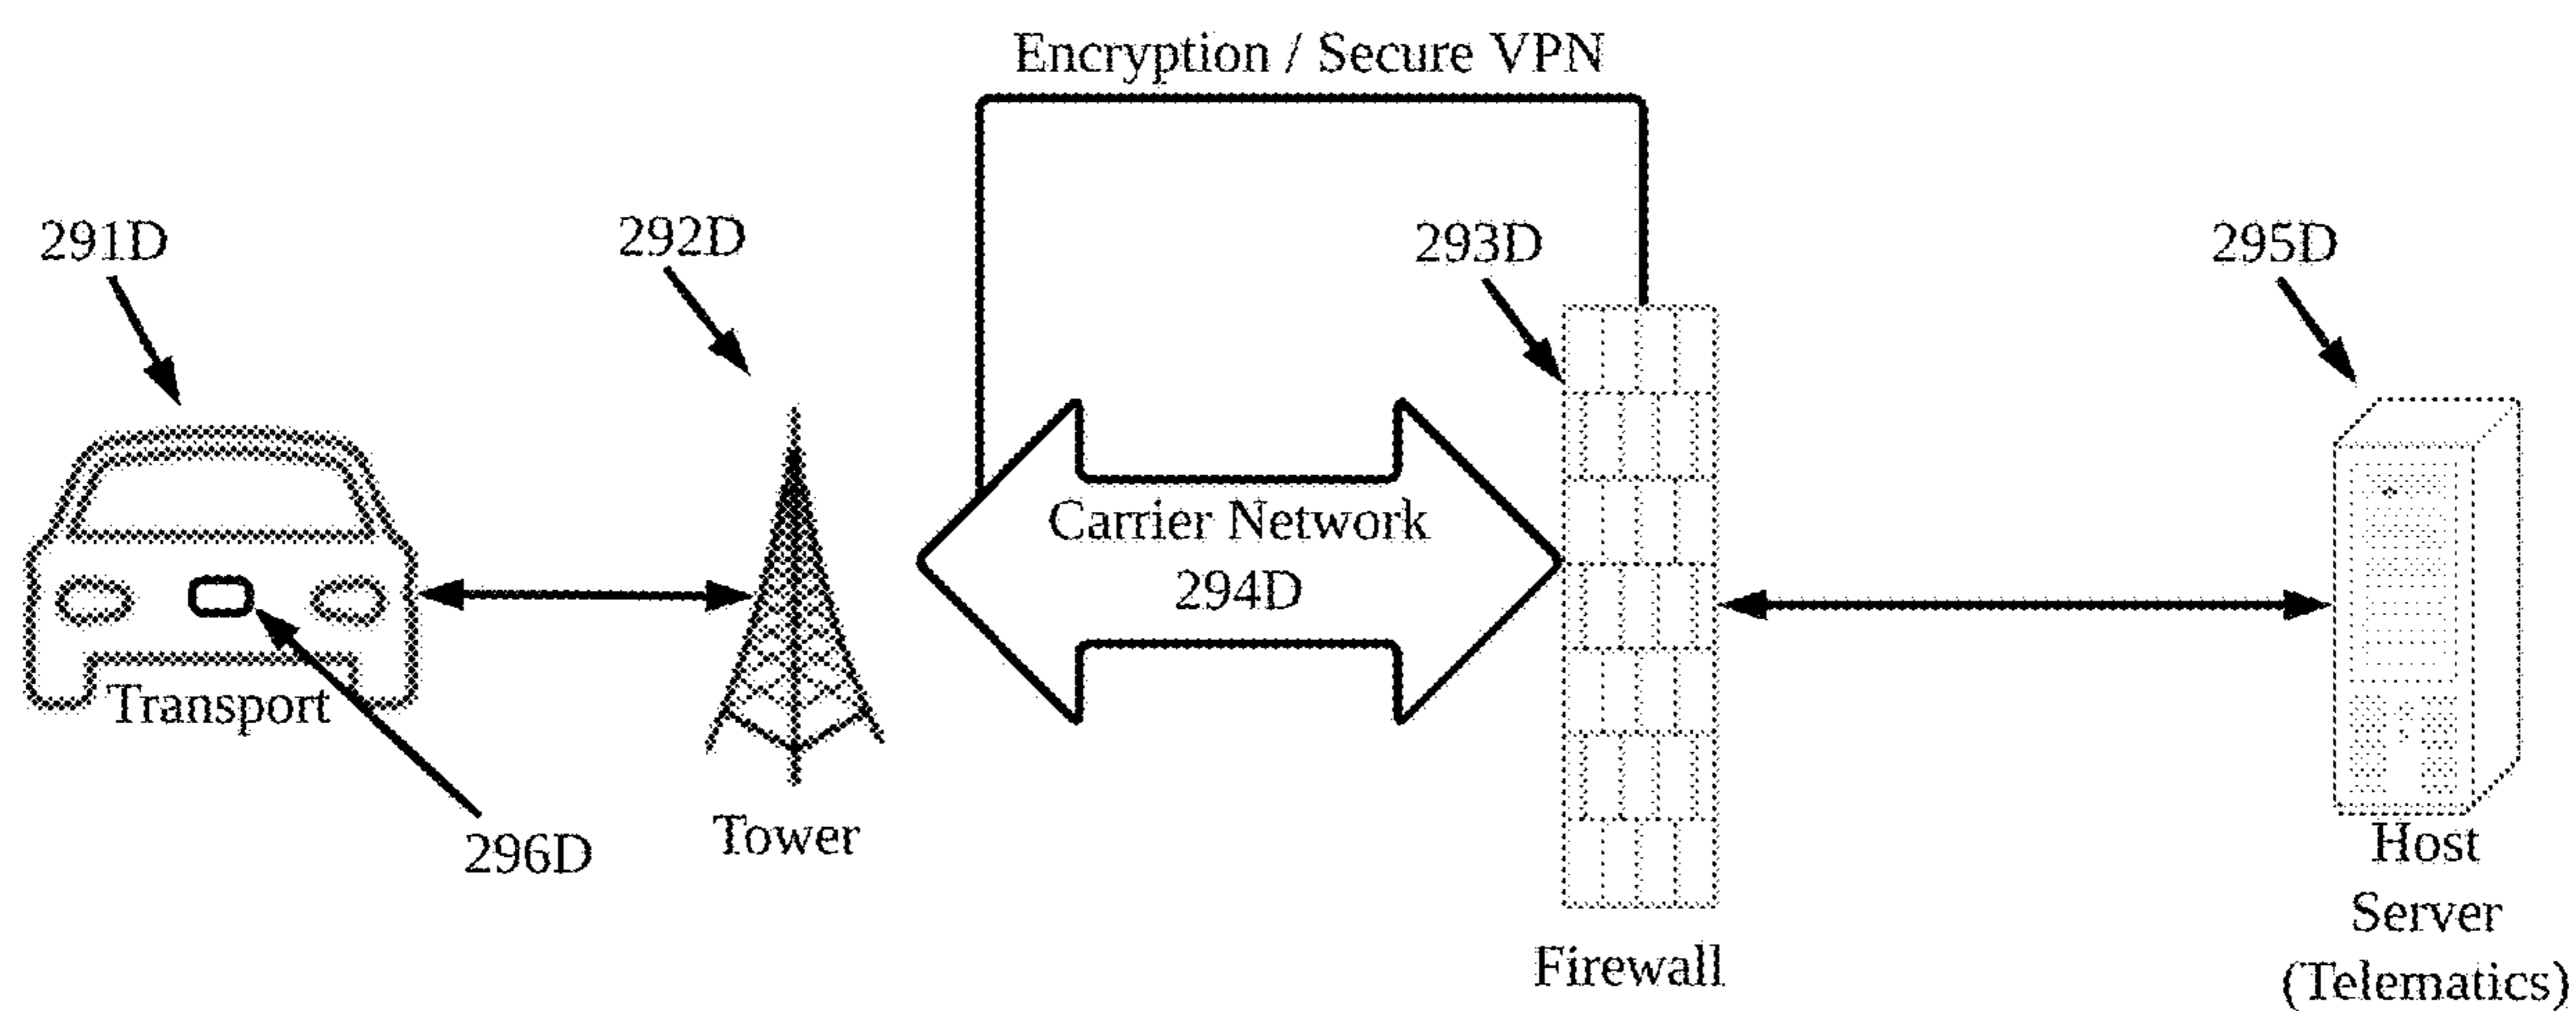 Encryption / Secure VPN
291D
292D
293D
295D
Carrier Network
294D
Transport
296D
Tower
Firewall
Host
Server
(Telematics)